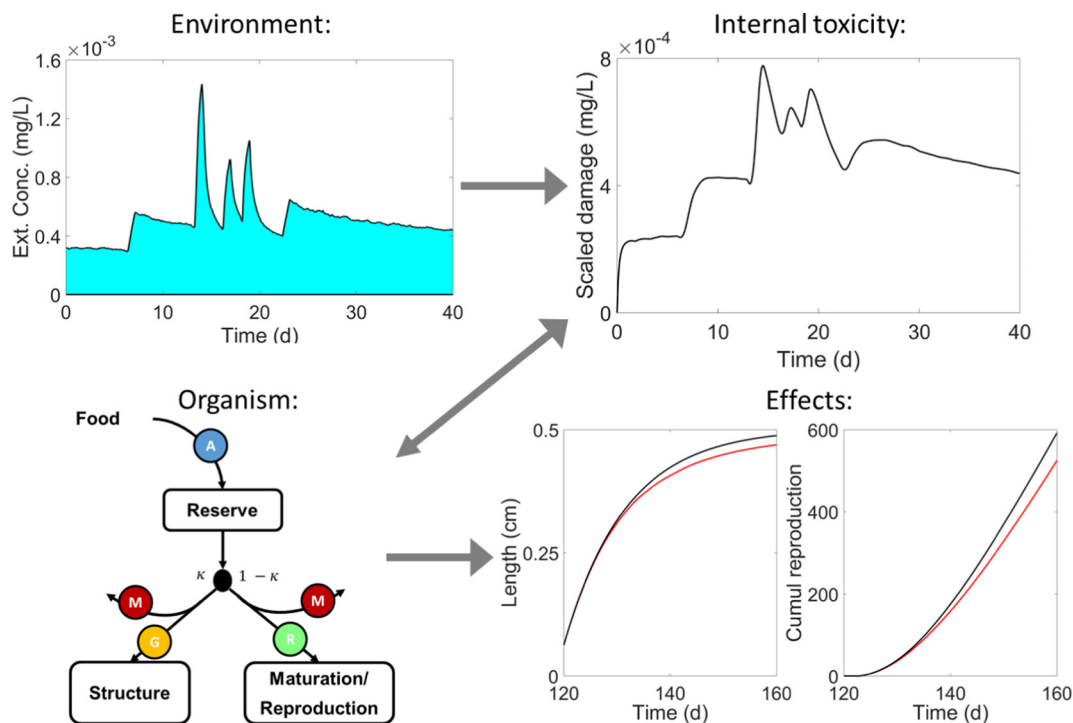 Environment:
×10⁻³
1.6
1.2
0.8
0.4
0
Ext. Conc. (mg/L)
0 10 20 30 40
Time (d)
Internal toxicity:
×10⁻⁴
8
4
0
Scaled damage (mg/L)
0 10 20 30 40
Time (d)
Organism:
Food
A
Reserve
κ 1 − κ
M M
G R
Structure
Maturation/
Reproduction
Effects:
0.5
0.25
0
Length (cm)
120 140 160
Time (d)
600
400
200
0
Cumul reproduction
120 140 160
Time (d)